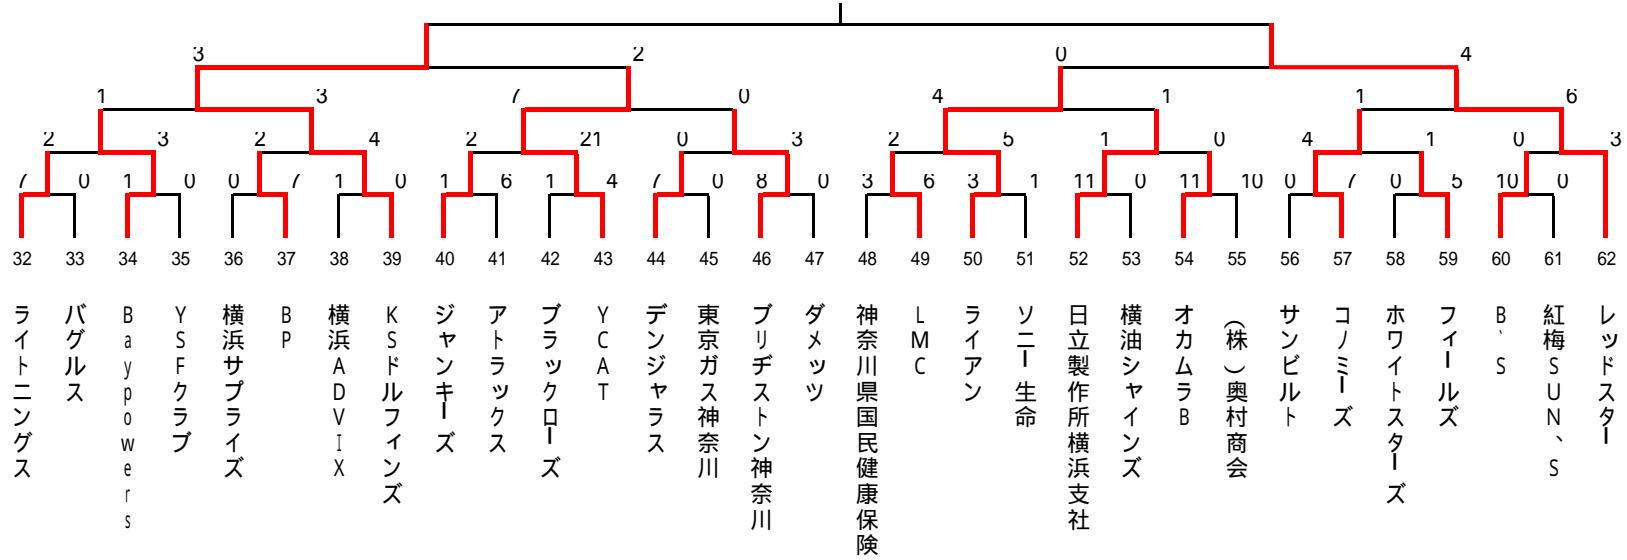 3 2 0 4
1 3 7 0 4 1 1 6
2 3 2 4 2 21 0 3 2 5 1 0 4 1 0 3
7 0 1 0 0 7 1 0 1 6 1 4 7 0 8 0 3 6 3 1 11 0 11 10 0 7 0 5 10 0
32 33 34 35 36 37 38 39 40 41 42 43 44 45 46 47 48 49 50 51 52 53 54 55 56 57 58 59 60 61 62
ライトニングス
バグルス
Baypowers
YSFクラブ
横浜サプライズ
BP
横浜ADVIX
KSドルフィンズ
ジャンキーズ
アトラックス
ブラックローズ
YCAT
デンジャラス
東京ガス神奈川
ブリヂストン神奈川
ダメッツ
神奈川県国民健康保険
LMC
ライアン
ソニー生命
日立製作所横浜支社
横油シャインズ
オカムラB
(株)奥村商会
サンビルト
コノミーズ
ホワイトスターズ
フィールズ
B`S
紅梅SUN、S
レッドスター